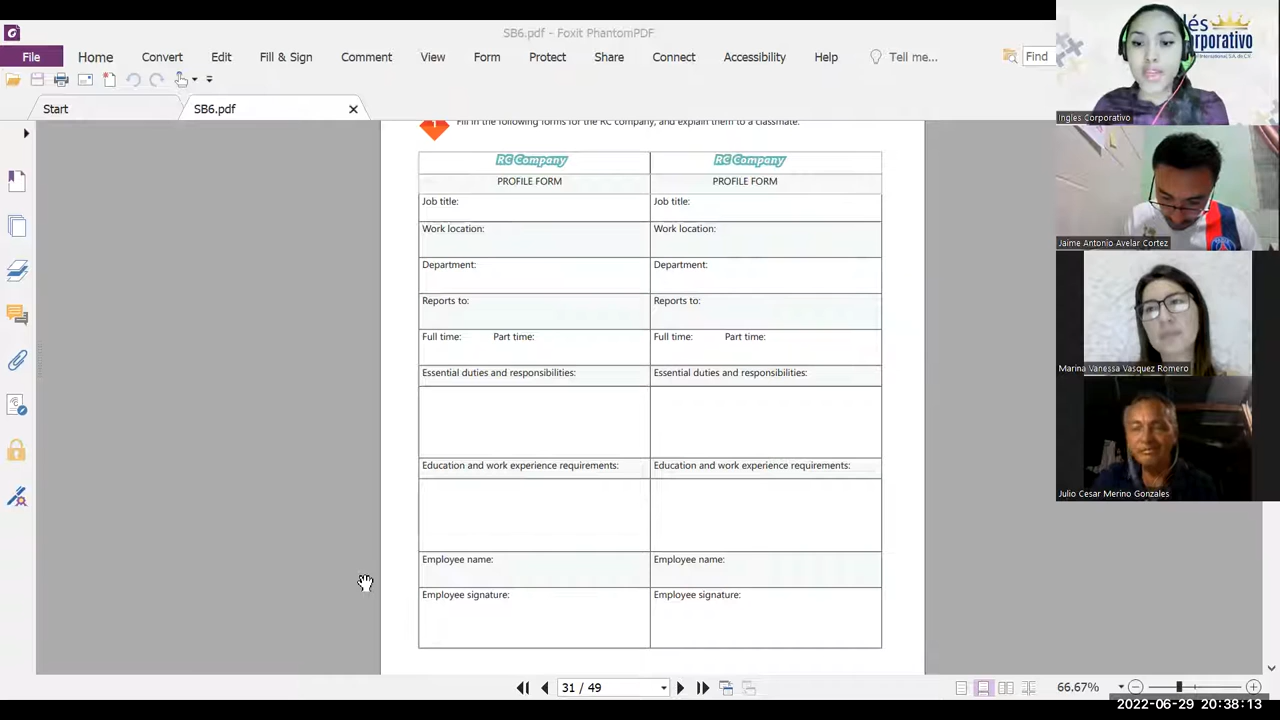 SB6.pdf - Foxit PhantomPDF
File Home Convert Edit Fill & Sign Comment View Form Protect Share Connect Accessibility Help Tell me... Find
Start SB6.pdf
Fill in the following forms for the RC company, and explain them to a classmate.
RC Company RC Company
PROFILE FORM PROFILE FORM
Job title: Job title:
Work location: Work location:
Department: Department:
Reports to: Reports to:
Full time: Part time: Full time: Part time:
Essential duties and responsibilities: Essential duties and responsibilities:
Education and work experience requirements: Education and work experience requirements:
Employee name: Employee name:
Employee signature: Employee signature:
31 / 49
66.67%
2022-06-29 20:38:13
Ingles Corporativo
Jaime Antonio Avelar Cortez
Marina Vanessa Vasquez Romero
Julio Cesar Merino Gonzales